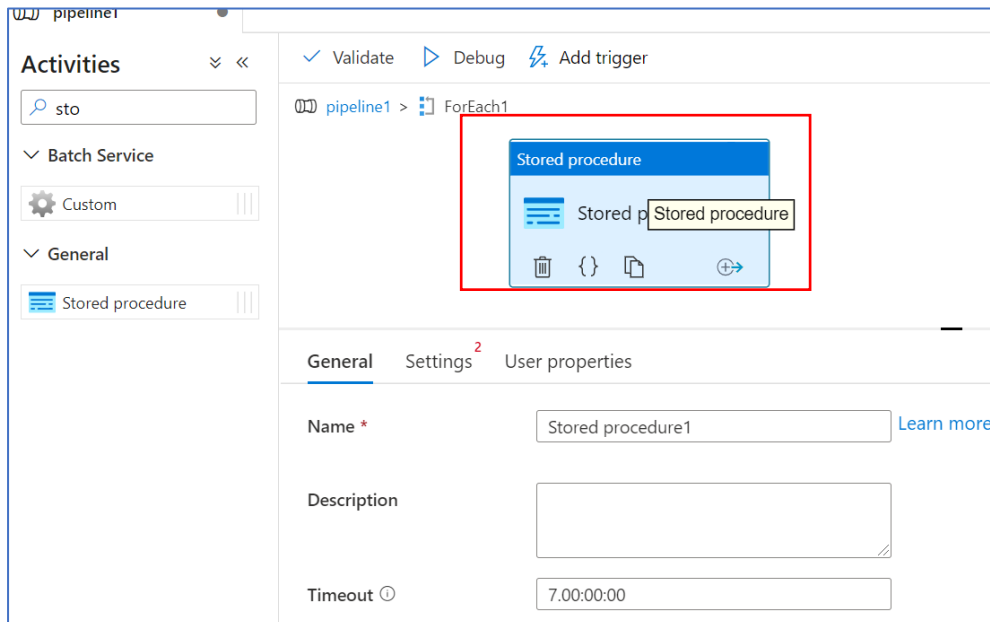 pipeline1
Activities
sto
Batch Service
Custom
General
Stored procedure
Validate Debug Add trigger
pipeline1 > ForEach1
Stored procedure
Stored p
Stored procedure
{}
General Settings 2 User properties
Name *
Stored procedure1
Learn more
Description
Timeout
7.00:00:00